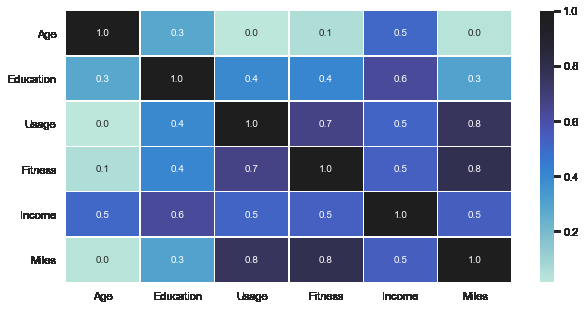 Age 1.0 0.3 0.0 0.1 0.5 0.0
Education 0.3 1.0 0.4 0.4 0.6 0.3
Usage 0.0 0.4 1.0 0.7 0.5 0.8
Fitness 0.1 0.4 0.7 1.0 0.5 0.8
Income 0.5 0.6 0.5 0.5 1.0 0.5
Miles 0.0 0.3 0.8 0.8 0.5 1.0
Age Education Usage Fitness Income Miles
1.0
0.8
0.6
0.4
0.2